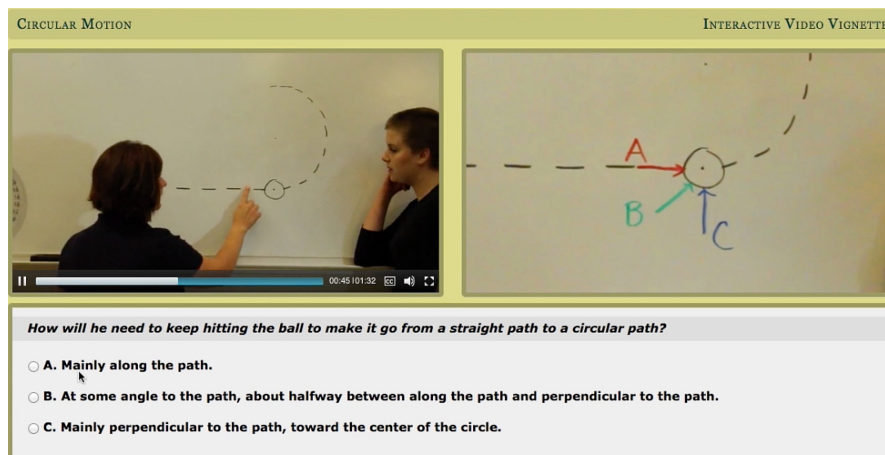 CIRCULAR MOTION
INTERACTIVE VIDEO VIGNETTE
A
B
C
00:45|01:32 CC
How will he need to keep hitting the ball to make it go from a straight path to a circular path?
A. Mainly along the path.
B. At some angle to the path, about halfway between along the path and perpendicular to the path.
C. Mainly perpendicular to the path, toward the center of the circle.